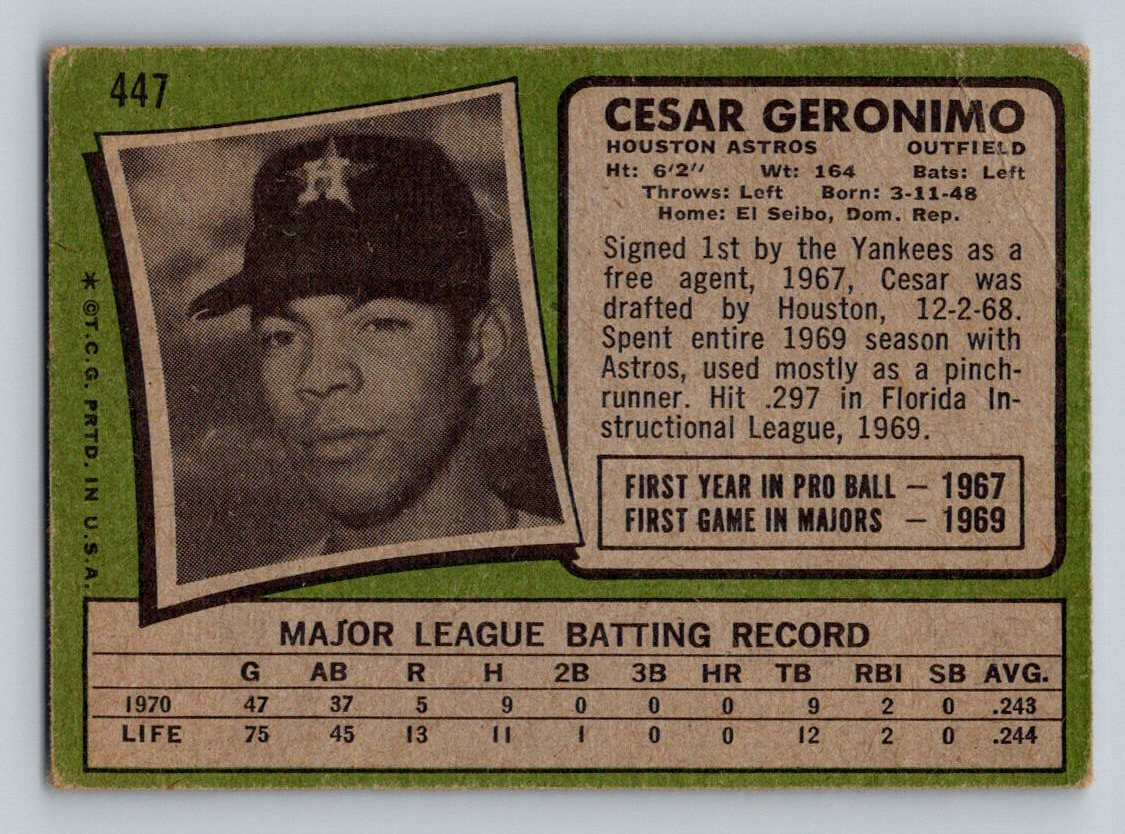 447
CESAR GERONIMO
HOUSTON ASTROS OUTFIELD
Ht: 6'2" Wt: 164 Bats: Left
Throws: Left Born: 3-11-48
Home: El Seibo, Dom. Rep.
Signed 1st by the Yankees as a
free agent, 1967, Cesar was
drafted by Houston, 12-2-68.
Spent entire 1969 season with
Astros, used mostly as a pinch-
runner. Hit .297 in Florida In-
structional League, 1969.
FIRST YEAR IN PRO BALL — 1967
FIRST GAME IN MAJORS — 1969
H
* ©T.C.G. PRTD. IN U.S.A.
MAJOR LEAGUE BATTING RECORD
G AB R H 2B 3B HR TB RBI SB AVG.
1970 47 37 5 9 0 0 0 9 2 0 .243
LIFE 75 45 13 11 1 0 0 12 2 0 .244